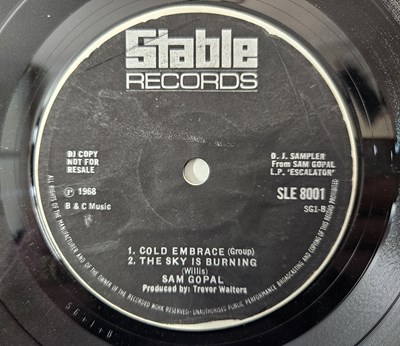 Stable
RECORDS
DJ COPY
NOT FOR
RESALE
D. J. SAMPLER
From SAM GOPAL
L.P. 'ESCALATOR'
℗ 1968
B & C Music
SLE 8001
SG1-B
1. COLD EMBRACE (Group)
2. THE SKY IS BURNING
(Willis)
SAM GOPAL
Produced by: Trevor Walters
ALL RIGHTS OF THE MANUFACTURER AND OF THE OWNER OF THE RECORDED WORK RESERVED · UNAUTHORISED PUBLIC PERFORMANCE, BROADCASTING AND COPYING OF THIS RECORD PROHIBITED